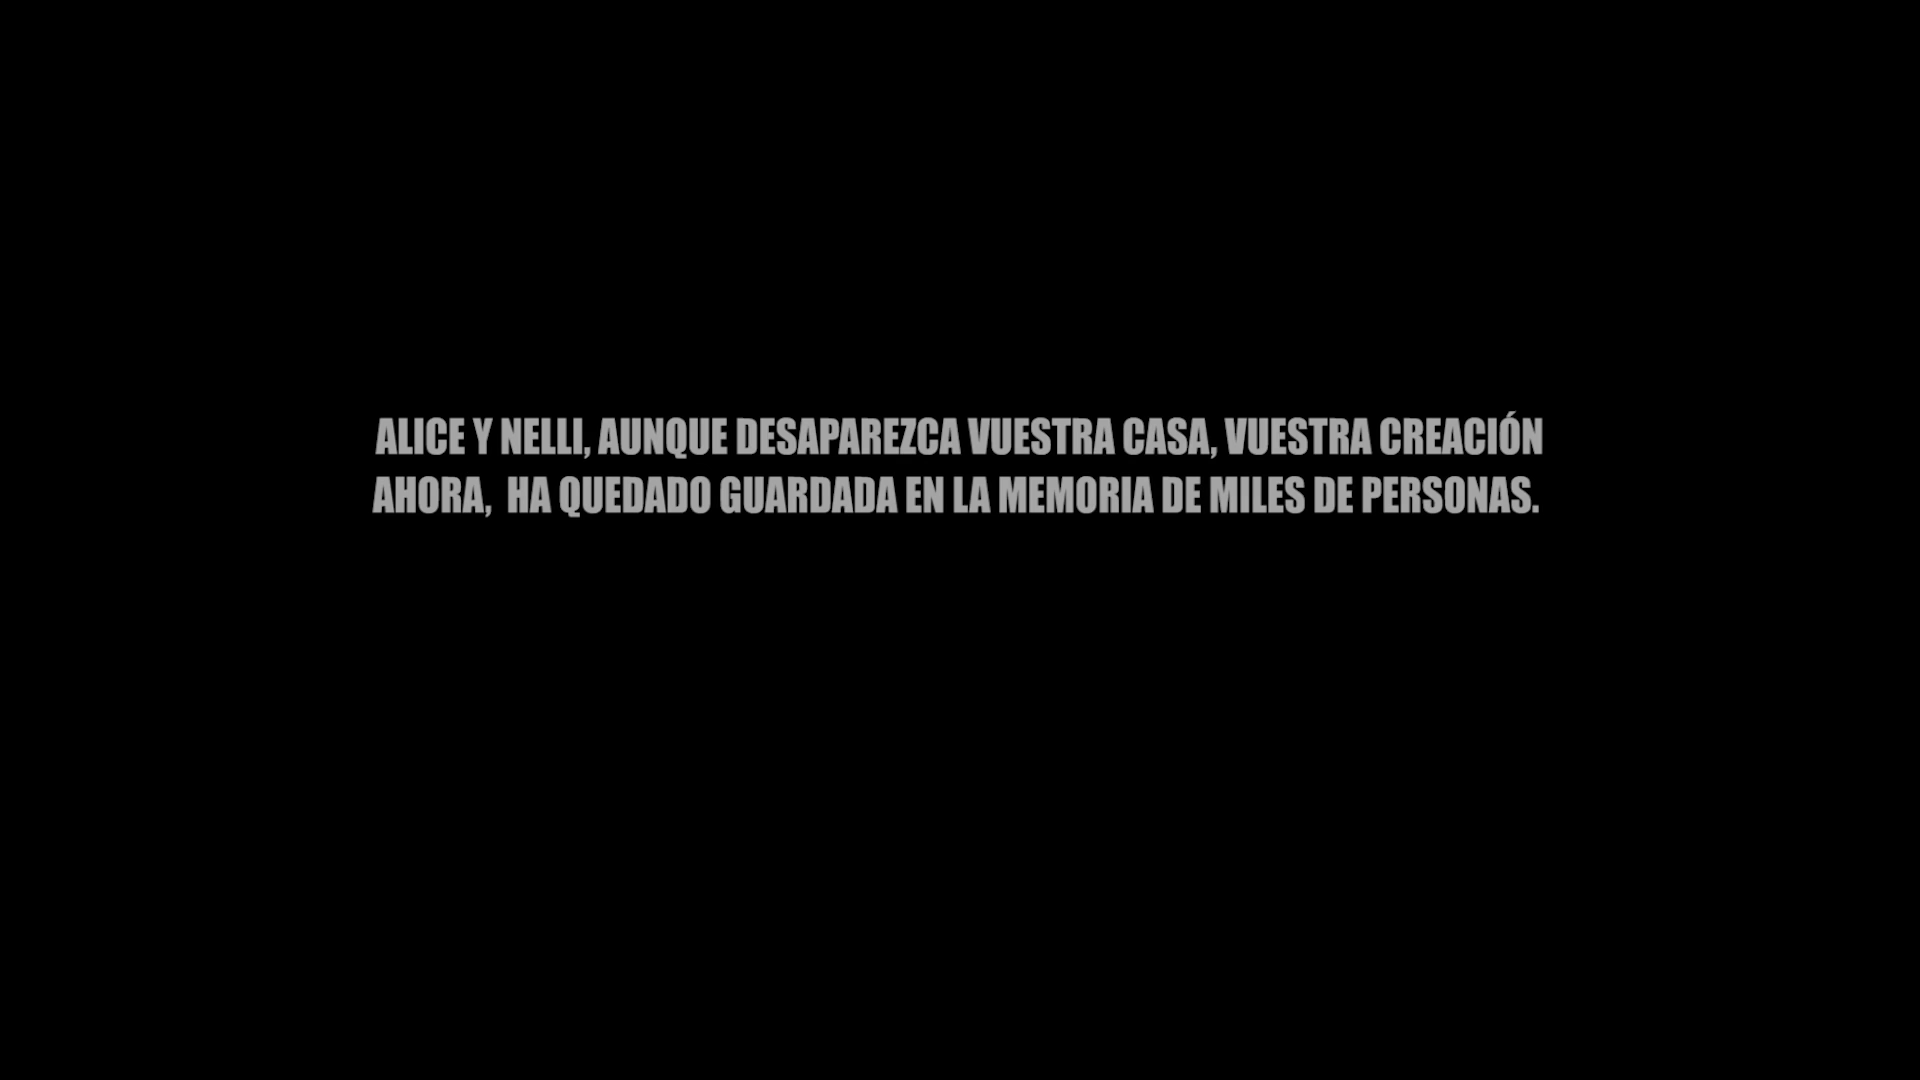 ALICE Y NELLI, AUNQUE DESAPAREZCA VUESTRA CASA, VUESTRA CREACIÓN
AHORA,  HA QUEDADO GUARDADA EN LA MEMORIA DE MILES DE PERSONAS.